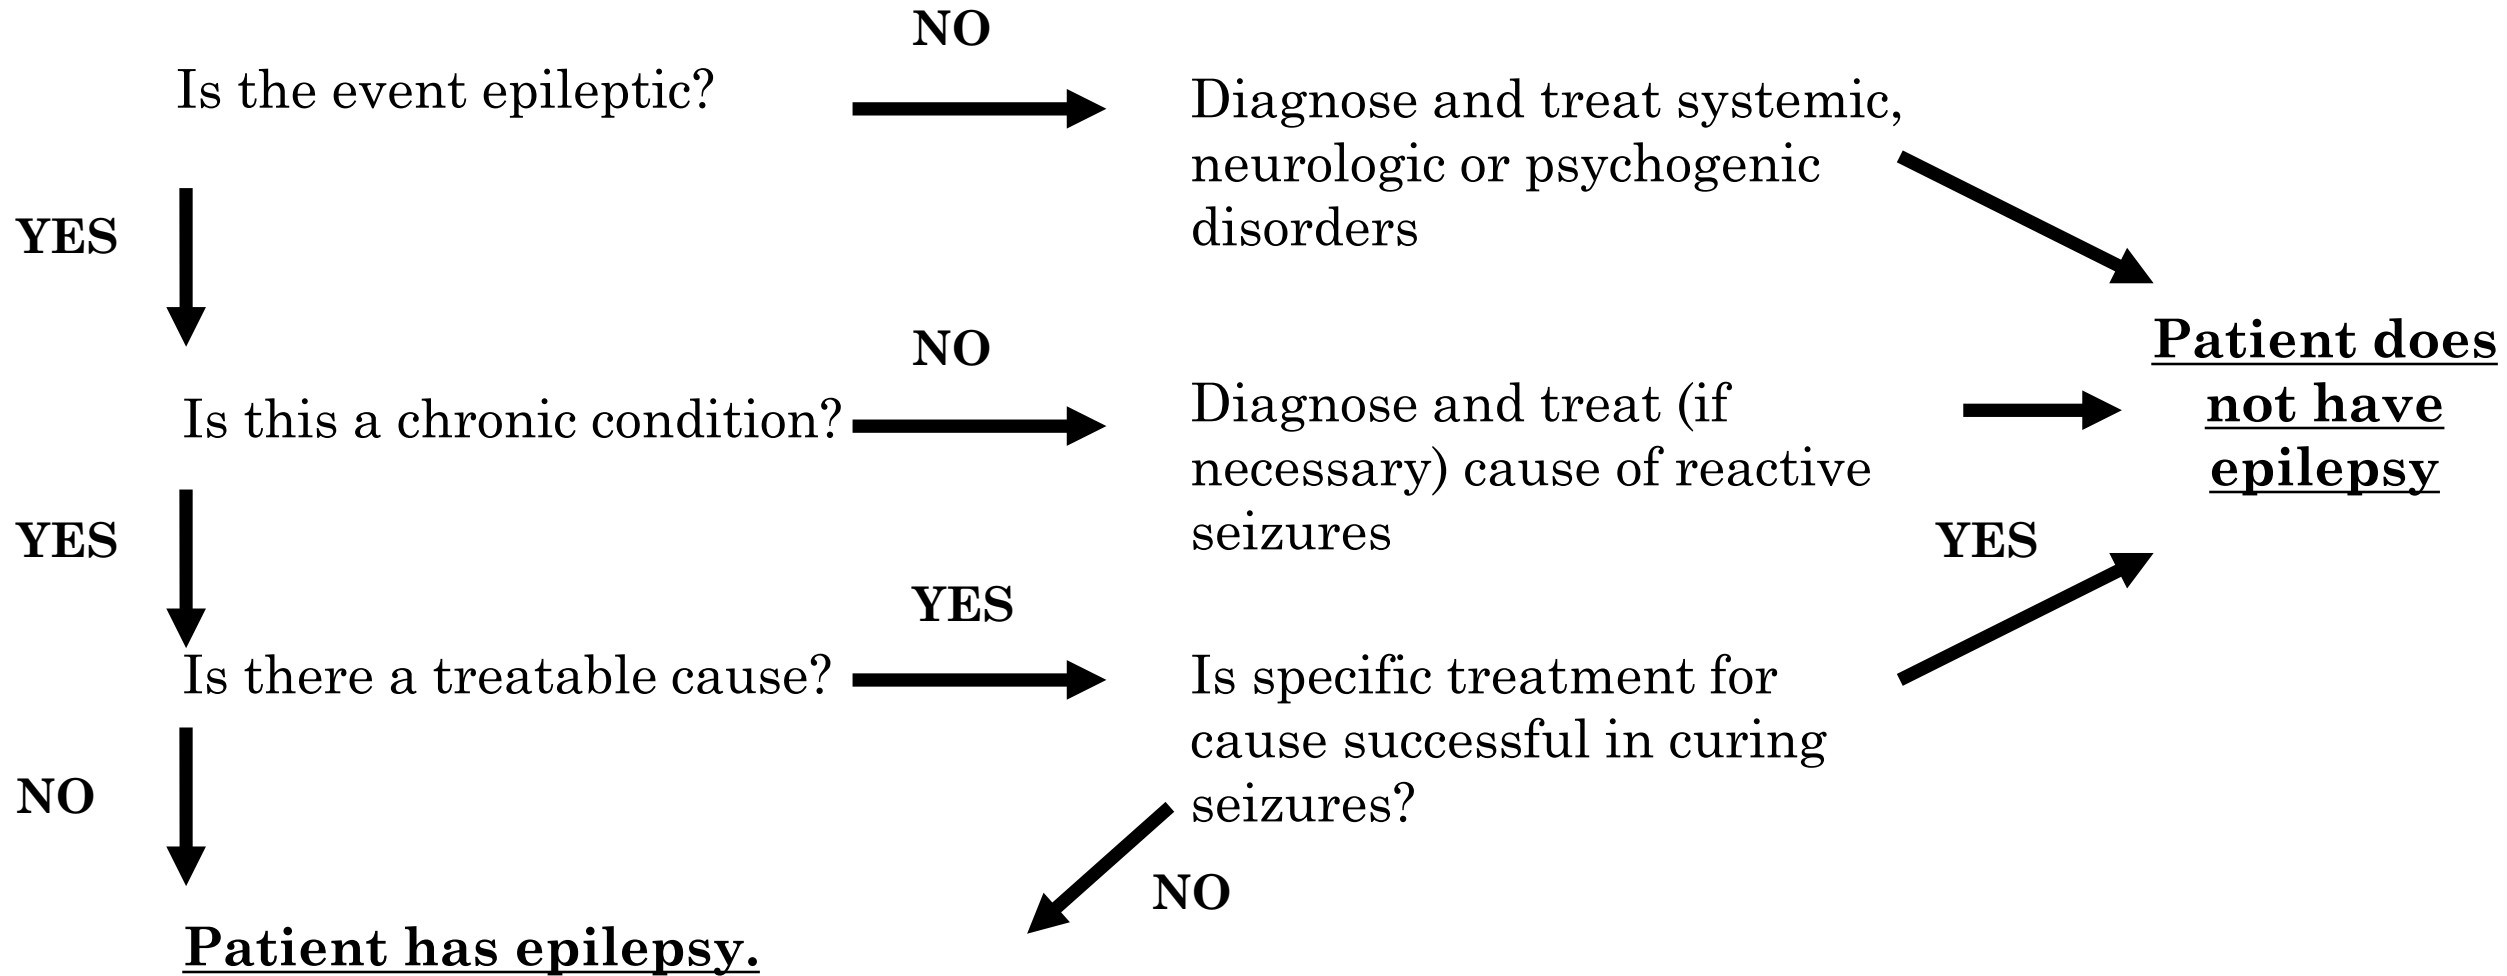 NO
Is the event epileptic?
Diagnose and treat systemic,
neurologic or psychogenic
disorders
YES
NO
Patient does
not have
epilepsy
Is this a chronic condition?
Diagnose and treat (if
necessary) cause of reactive
seizures
YES
YES
YES
Is there a treatable cause?
Is specific treatment for
cause successful in curing
seizures?
NO
NO
Patient has epilepsy.